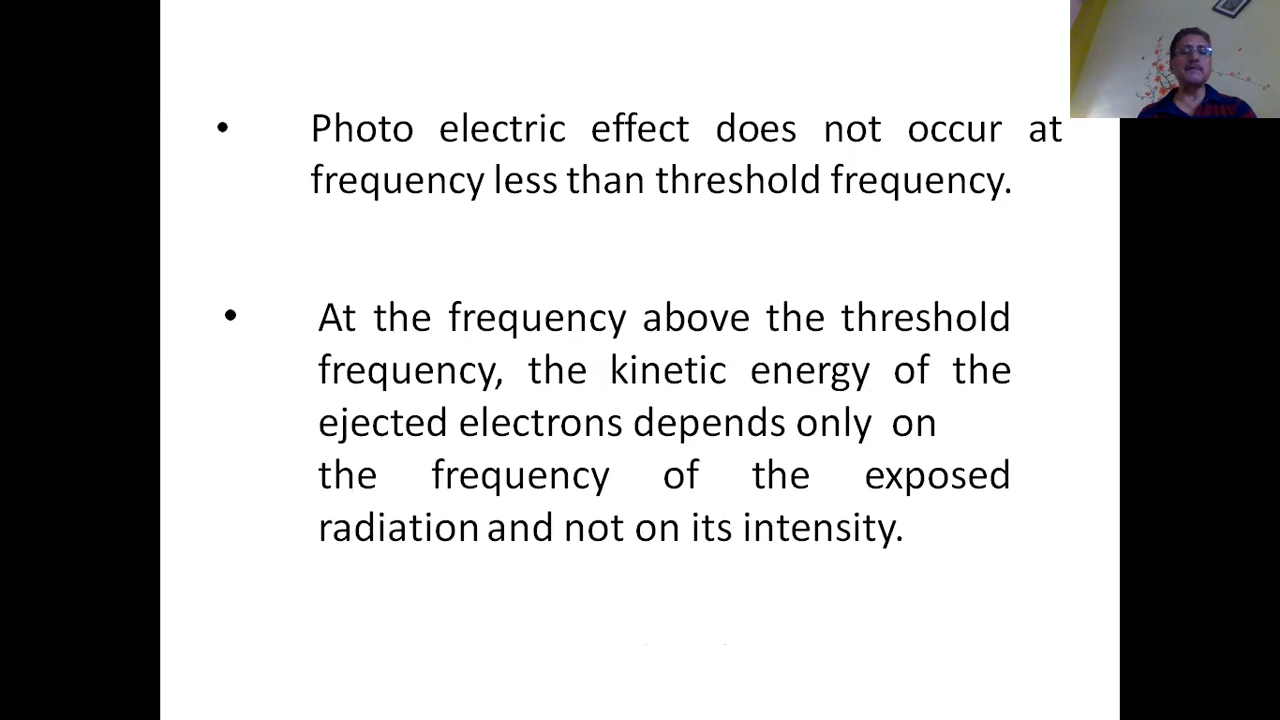 • Photo electric effect does not occur at
frequency less than threshold frequency.
• At the frequency above the threshold
frequency, the kinetic energy of the
ejected electrons depends only on
the frequency of the exposed
radiation and not on its intensity.